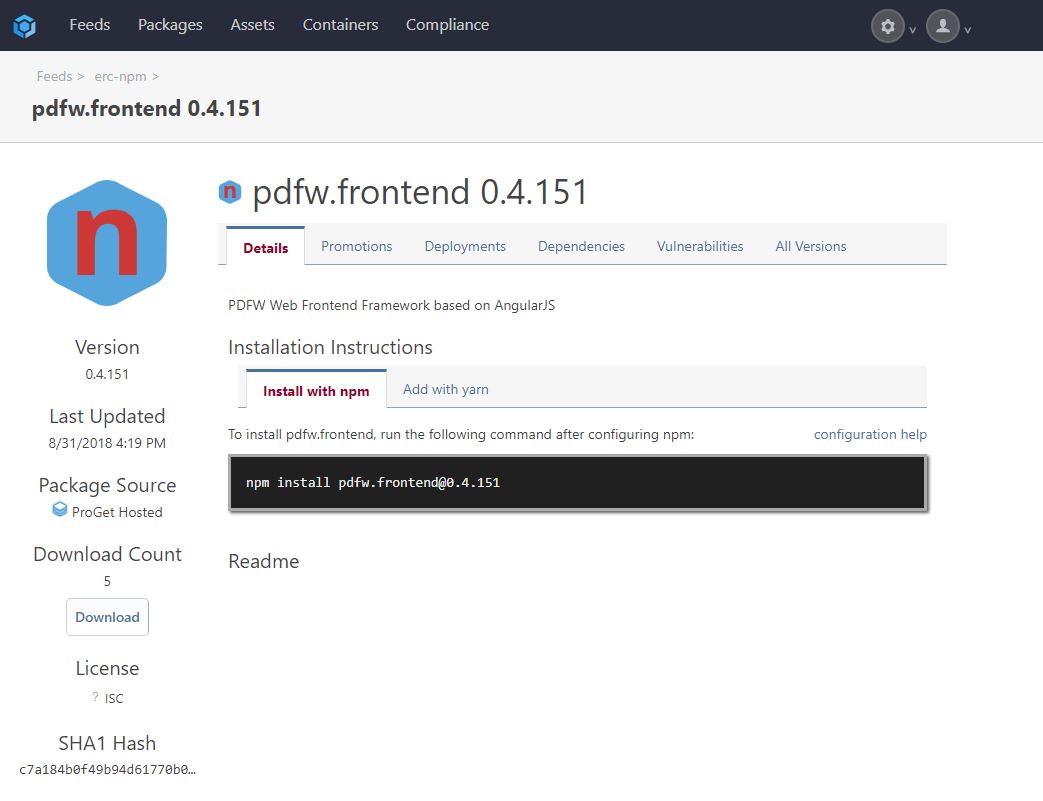 Feeds Packages Assets Containers Compliance
Feeds > erc-npm >
pdfw.frontend 0.4.151
n
n pdfw.frontend 0.4.151
Details Promotions Deployments Dependencies Vulnerabilities All Versions
PDFW Web Frontend Framework based on AngularJS
Installation Instructions
Install with npm Add with yarn
To install pdfw.frontend, run the following command after configuring npm: configuration help
npm install pdfw.frontend@0.4.151
Readme
Version
0.4.151
Last Updated
8/31/2018 4:19 PM
Package Source
ProGet Hosted
Download Count
5
Download
License
? ISC
SHA1 Hash
c7a184b0f49b94d61770b0…